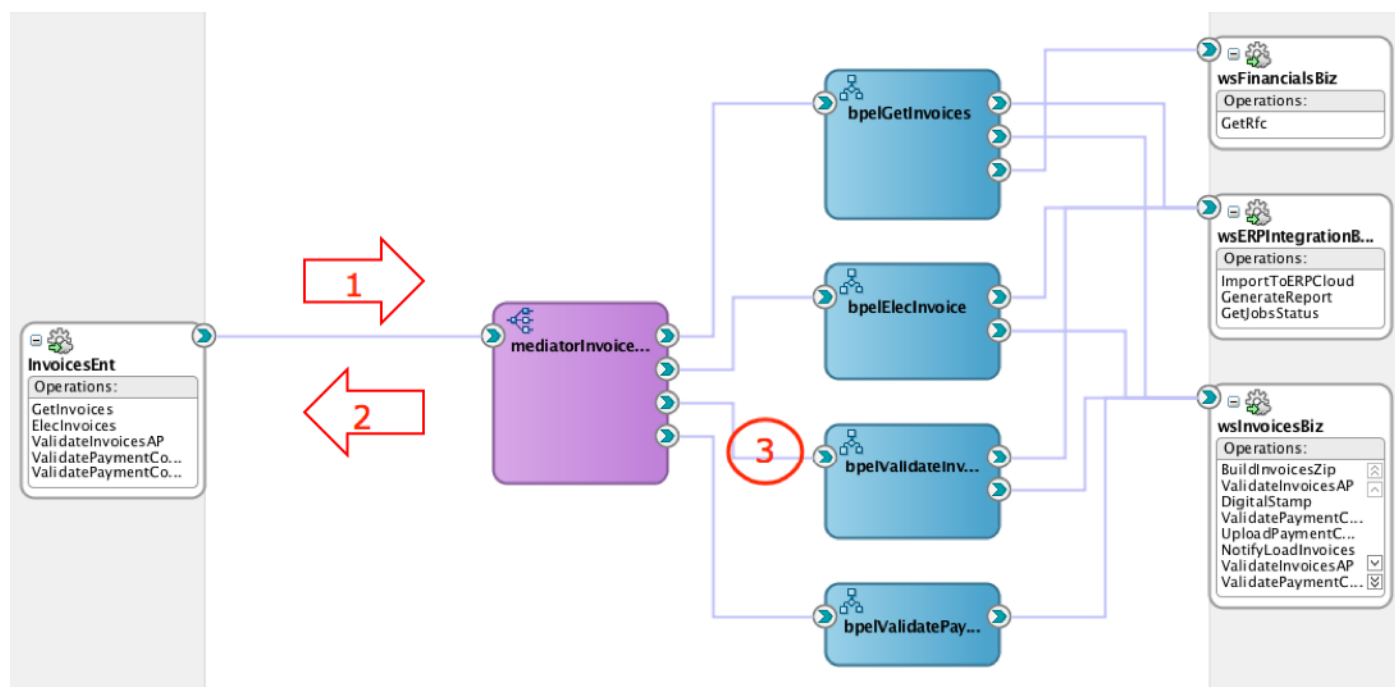 InvoicesEnt
Operations:
GetInvoices
ElecInvoices
ValidateInvoicesAP
ValidatePaymentCo...
ValidatePaymentCo...
1
2
mediatorInvoice...
3
bpelGetInvoices
bpelElecInvoice
bpelValidateInv...
bpelValidatePay...
wsFinancialsBiz
Operations:
GetRfc
wsERPIntegrationB...
Operations:
ImportToERPCloud
GenerateReport
GetJobsStatus
wsInvoicesBiz
Operations:
BuildInvoicesZip
ValidateInvoicesAP
DigitalStamp
ValidatePaymentC...
UploadPaymentC...
NotifyLoadInvoices
ValidateInvoicesAP
ValidatePaymentC...